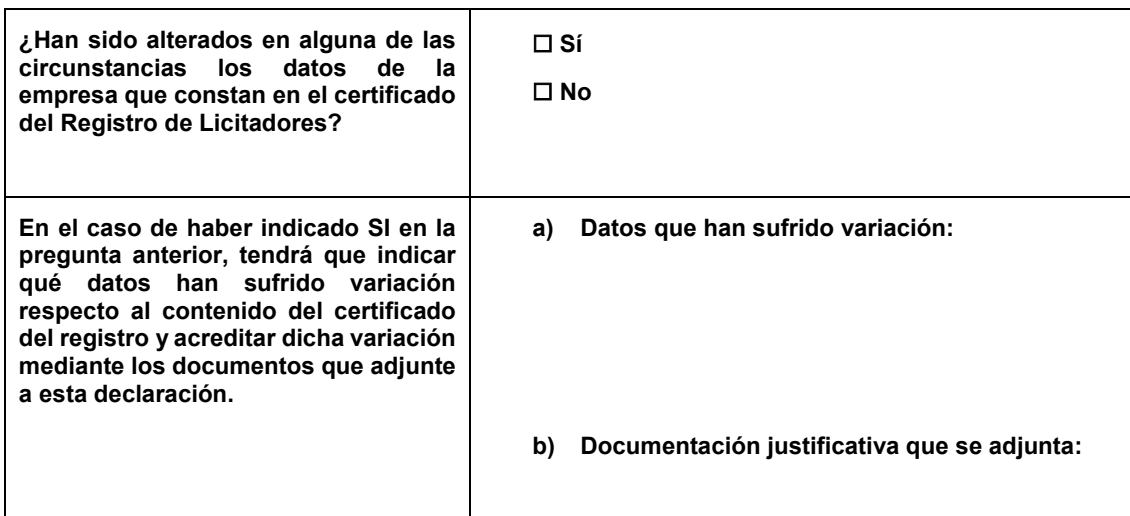 ¿Han sido alterados en alguna de las
circunstancias los datos de la
empresa que constan en el certificado
del Registro de Licitadores?
☐ Sí
☐ No
En el caso de haber indicado SI en la
pregunta anterior, tendrá que indicar
qué datos han sufrido variación
respecto al contenido del certificado
del registro y acreditar dicha variación
mediante los documentos que adjunte
a esta declaración.
a) Datos que han sufrido variación:
b) Documentación justificativa que se adjunta: